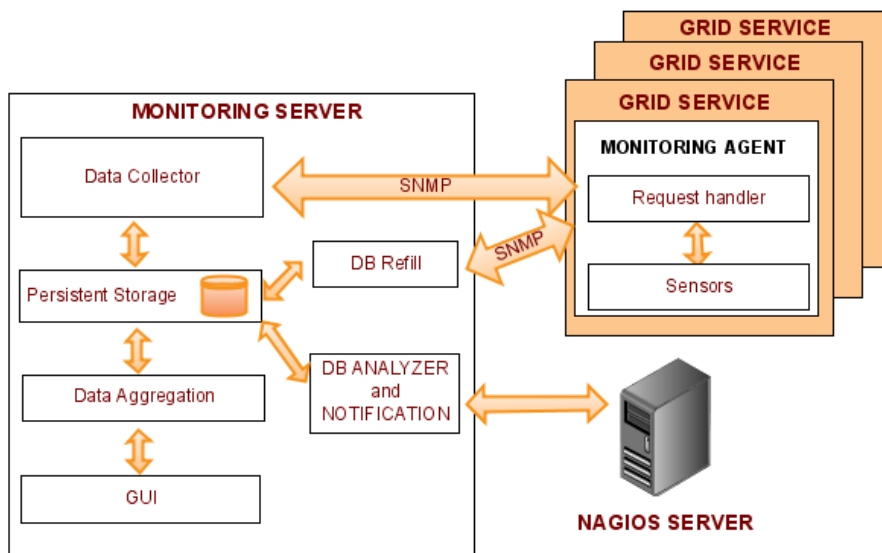 GRID SERVICE
GRID SERVICE
GRID SERVICE
MONITORING SERVER
MONITORING AGENT
Data Collector
SNMP
Request handler
SNMP
DB Refill
Persistent Storage
Sensors
DB ANALYZER
and
NOTIFICATION
Data Aggregation
GUI
NAGIOS SERVER